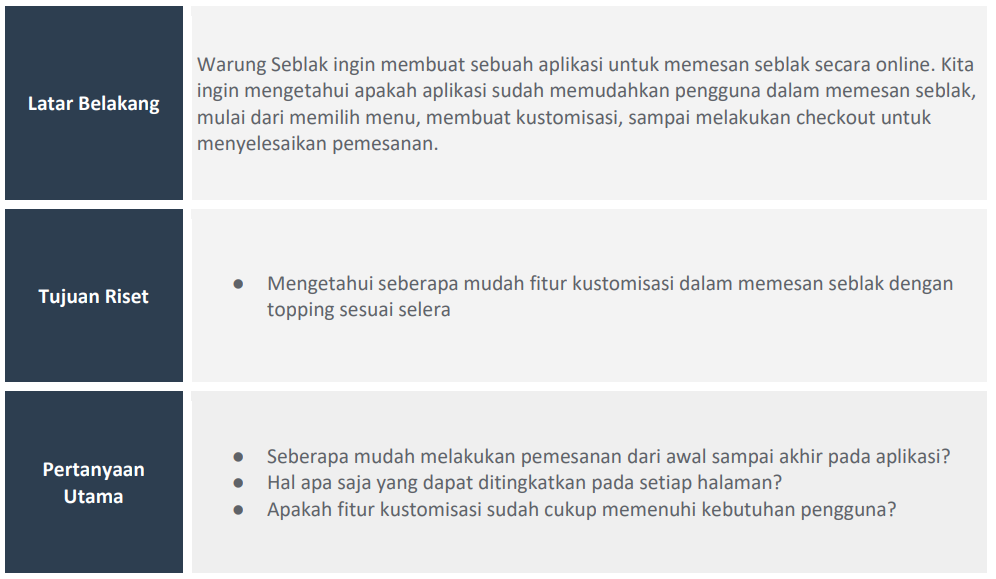 Latar Belakang
Warung Seblak ingin membuat sebuah aplikasi untuk memesan seblak secara online. Kita
ingin mengetahui apakah aplikasi sudah memudahkan pengguna dalam memesan seblak,
mulai dari memilih menu, membuat kustomisasi, sampai melakukan checkout untuk
menyelesaikan pemesanan.
Tujuan Riset
● Mengetahui seberapa mudah fitur kustomisasi dalam memesan seblak dengan
topping sesuai selera
Pertanyaan
Utama
● Seberapa mudah melakukan pemesanan dari awal sampai akhir pada aplikasi?
● Hal apa saja yang dapat ditingkatkan pada setiap halaman?
● Apakah fitur kustomisasi sudah cukup memenuhi kebutuhan pengguna?